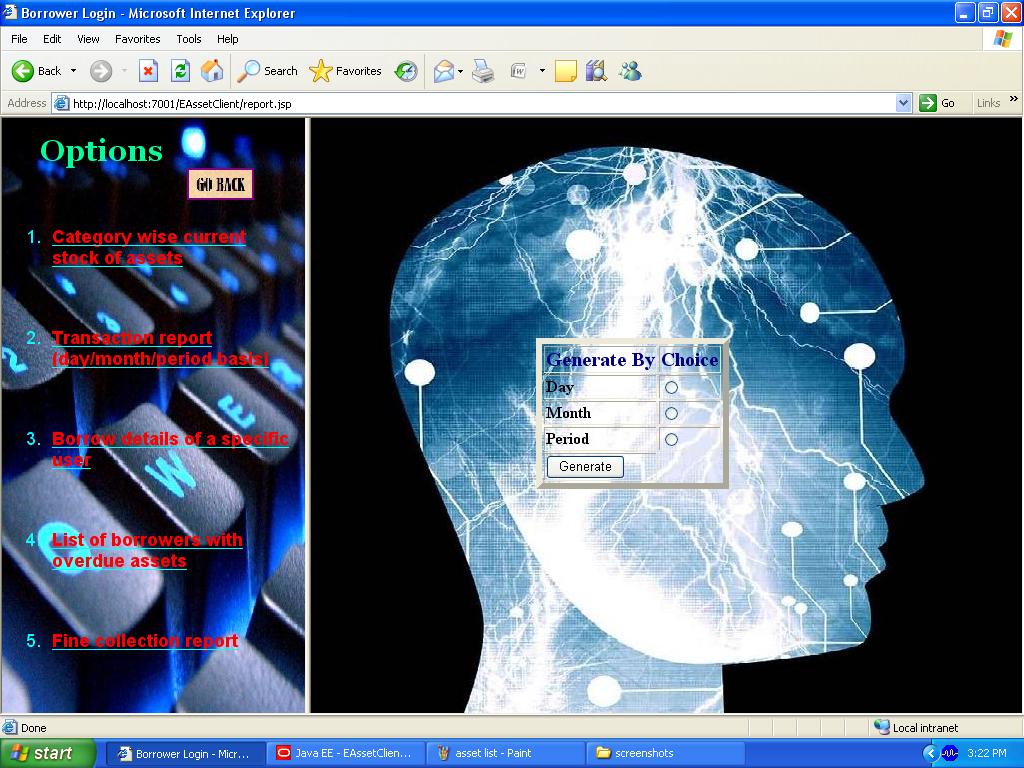 Borrower Login - Microsoft Internet Explorer
File Edit View Favorites Tools Help
Back Search Favorites
Address http://localhost:7001/EAssetClient/report.jsp Go Links »
Options
GO BACK
1. Category wise current
stock of assets
2. Transaction report
(day/month/period basis)
3. Borrow details of a specific
user
4. List of borrowers with
overdue assets
5. Fine collection report
Generate By Choice
Day
Month
Period
Generate
Done Local intranet
start Borrower Login - Micr... Java EE - EAssetClien... asset list - Paint screenshots 3:22 PM